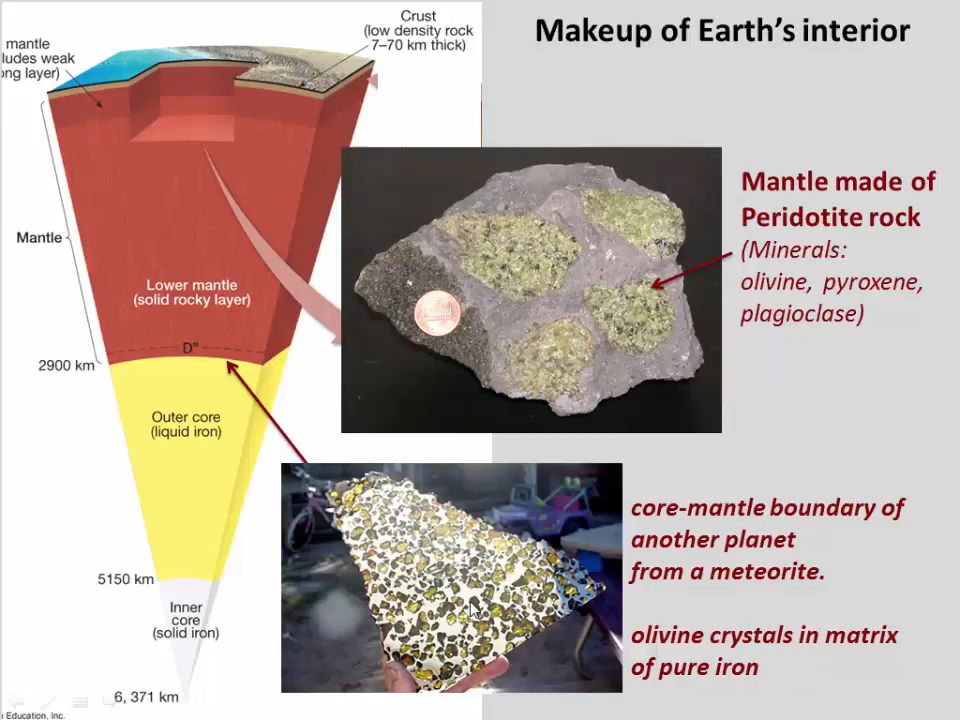 Makeup of Earth's interior
Crust
(low density rock
7–70 km thick)
mantle
ludes weak
ong layer)
Mantle made of
Peridotite rock
(Minerals:
olivine, pyroxene,
plagioclase)
Mantle
Lower mantle
(solid rocky layer)
D"
2900 km
Outer core
(liquid iron)
core-mantle boundary of
another planet
from a meteorite.
olivine crystals in matrix
of pure iron
5150 km
Inner
core
(solid iron)
6, 371 km
Education, Inc.